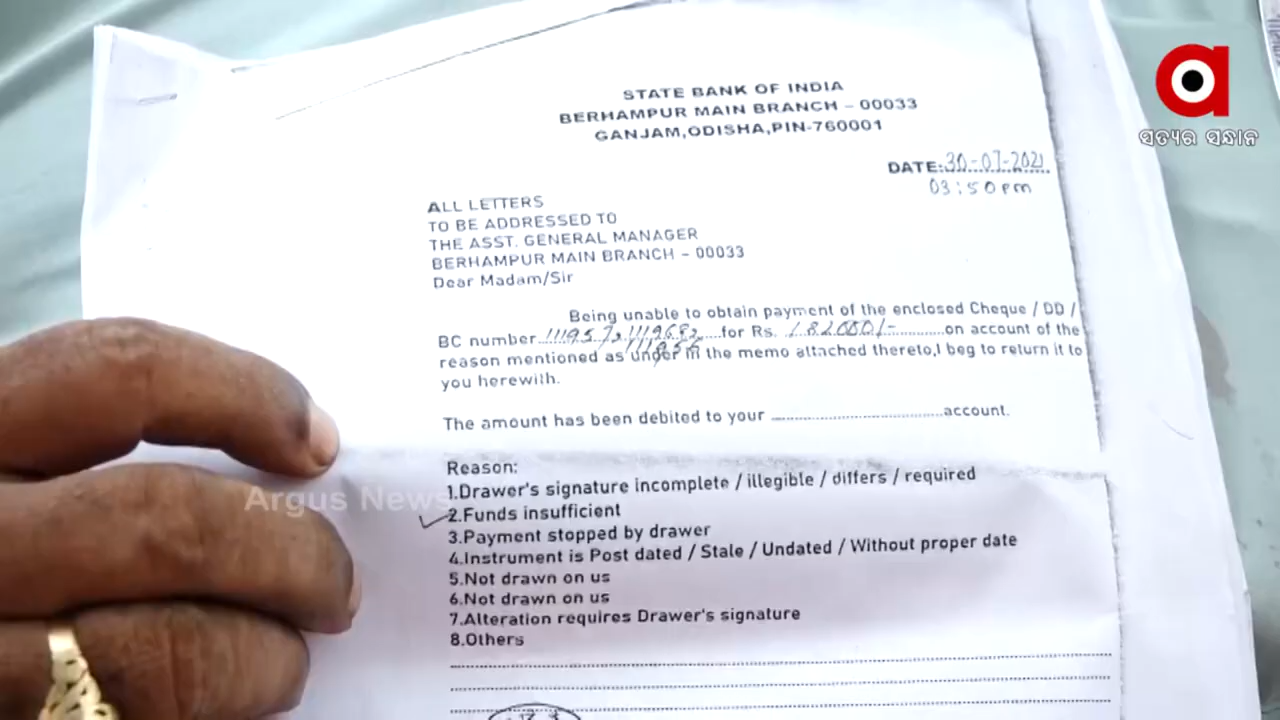 STATE BANK OF INDIA
BERHAMPUR MAIN BRANCH - 00033
GANJAM,ODISHA,PIN-760001
ସତ୍ୟର ସନ୍ଧାନ
DATE:30-07-2021
03:50 pm
ALL LETTERS
TO BE ADDRESSED TO
THE ASST. GENERAL MANAGER
BERHAMPUR MAIN BRANCH - 00033
Dear Madam/Sir
Being unable to obtain payment of the enclosed Cheque / DD /
BC number for Rs. on account of the
reason mentioned as under in the memo attached thereto,I beg to return it to
you herewith.
The amount has been debited to your ........................................account.
Reason:
1.Drawer's signature incomplete / illegible / differs / required
Argus News
2.Funds insufficient
3.Payment stopped by drawer
4.Instrument is Post dated / Stale / Undated / Without proper date
5.Not drawn on us
6.Not drawn on us
7.Alteration requires Drawer's signature
8.Others